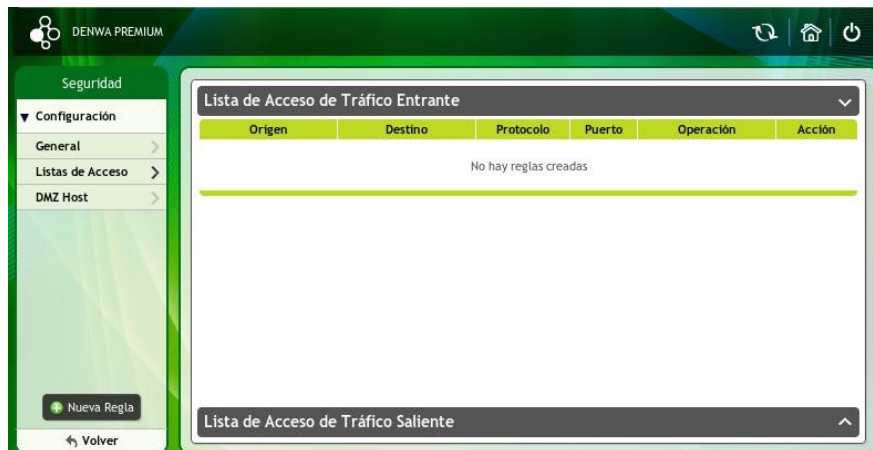 DENWA PREMIUM
Seguridad
Configuración
General
Listas de Acceso
DMZ Host
Nueva Regla
Volver
Lista de Acceso de Tráfico Entrante
Origen Destino Protocolo Puerto Operación Acción
No hay reglas creadas
Lista de Acceso de Tráfico Saliente